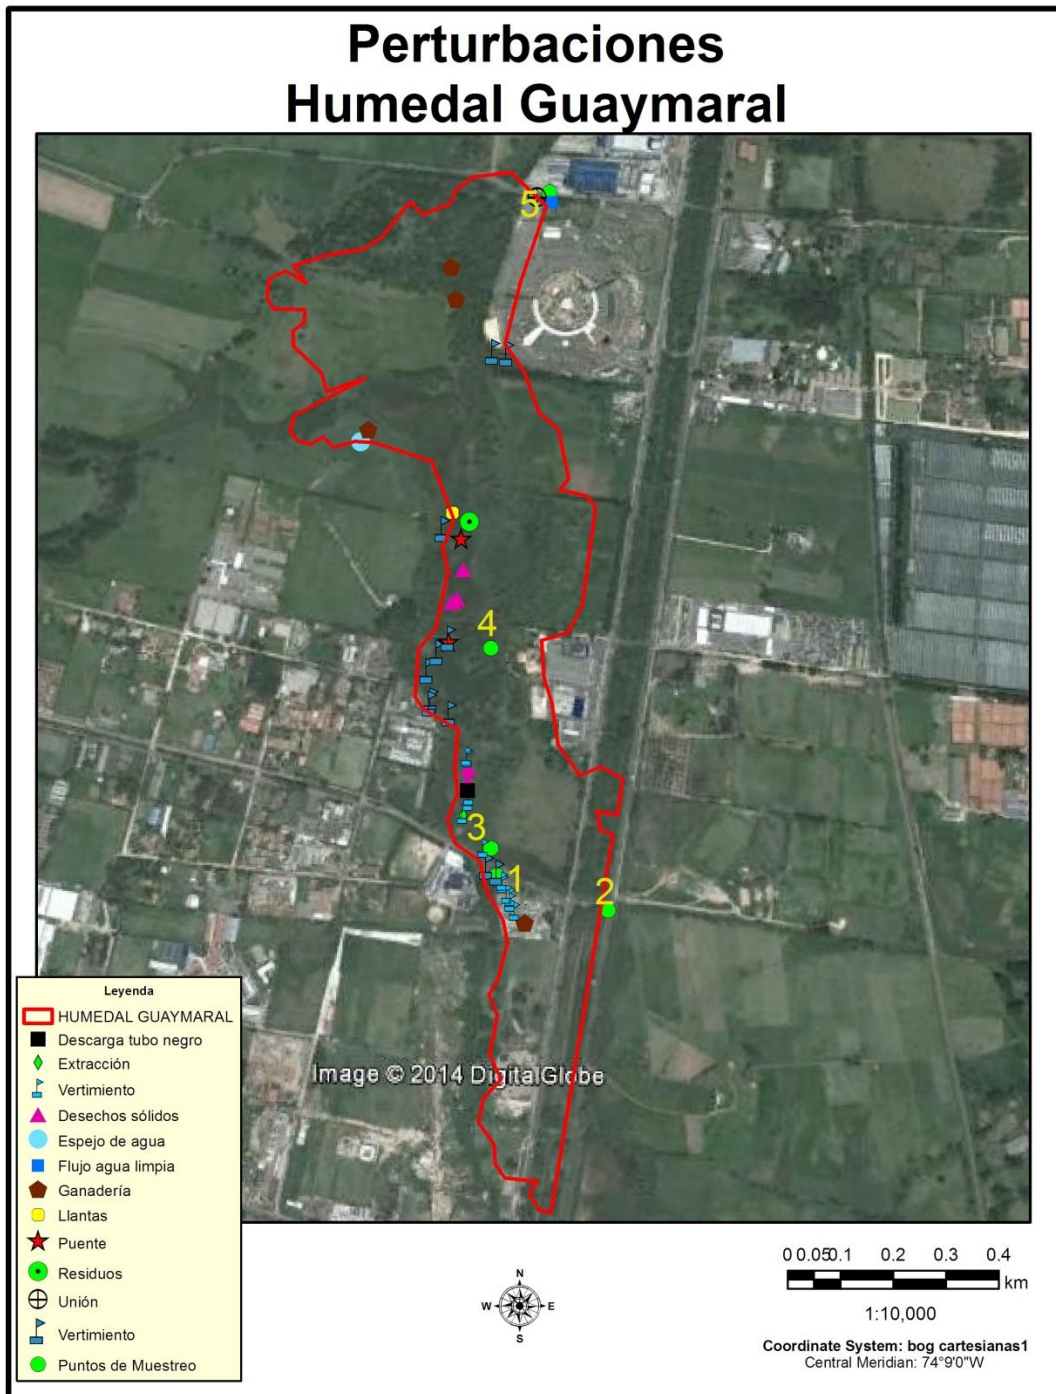 Perturbaciones
Humedal Guaymaral
5
4
3
1
2
Image © 2014 DigitalGlobe
Leyenda
HUMEDAL GUAYMARAL
Descarga tubo negro
Extracción
Vertimiento
Desechos sólidos
Espejo de agua
Flujo agua limpia
Ganadería
Llantas
Puente
Residuos
Unión
Vertimiento
Puntos de Muestreo
N
W E
S
0 0.05 0.1 0.2 0.3 0.4
km
1:10,000
Coordinate System: bog cartesianas1
Central Meridian: 74°9'0"W